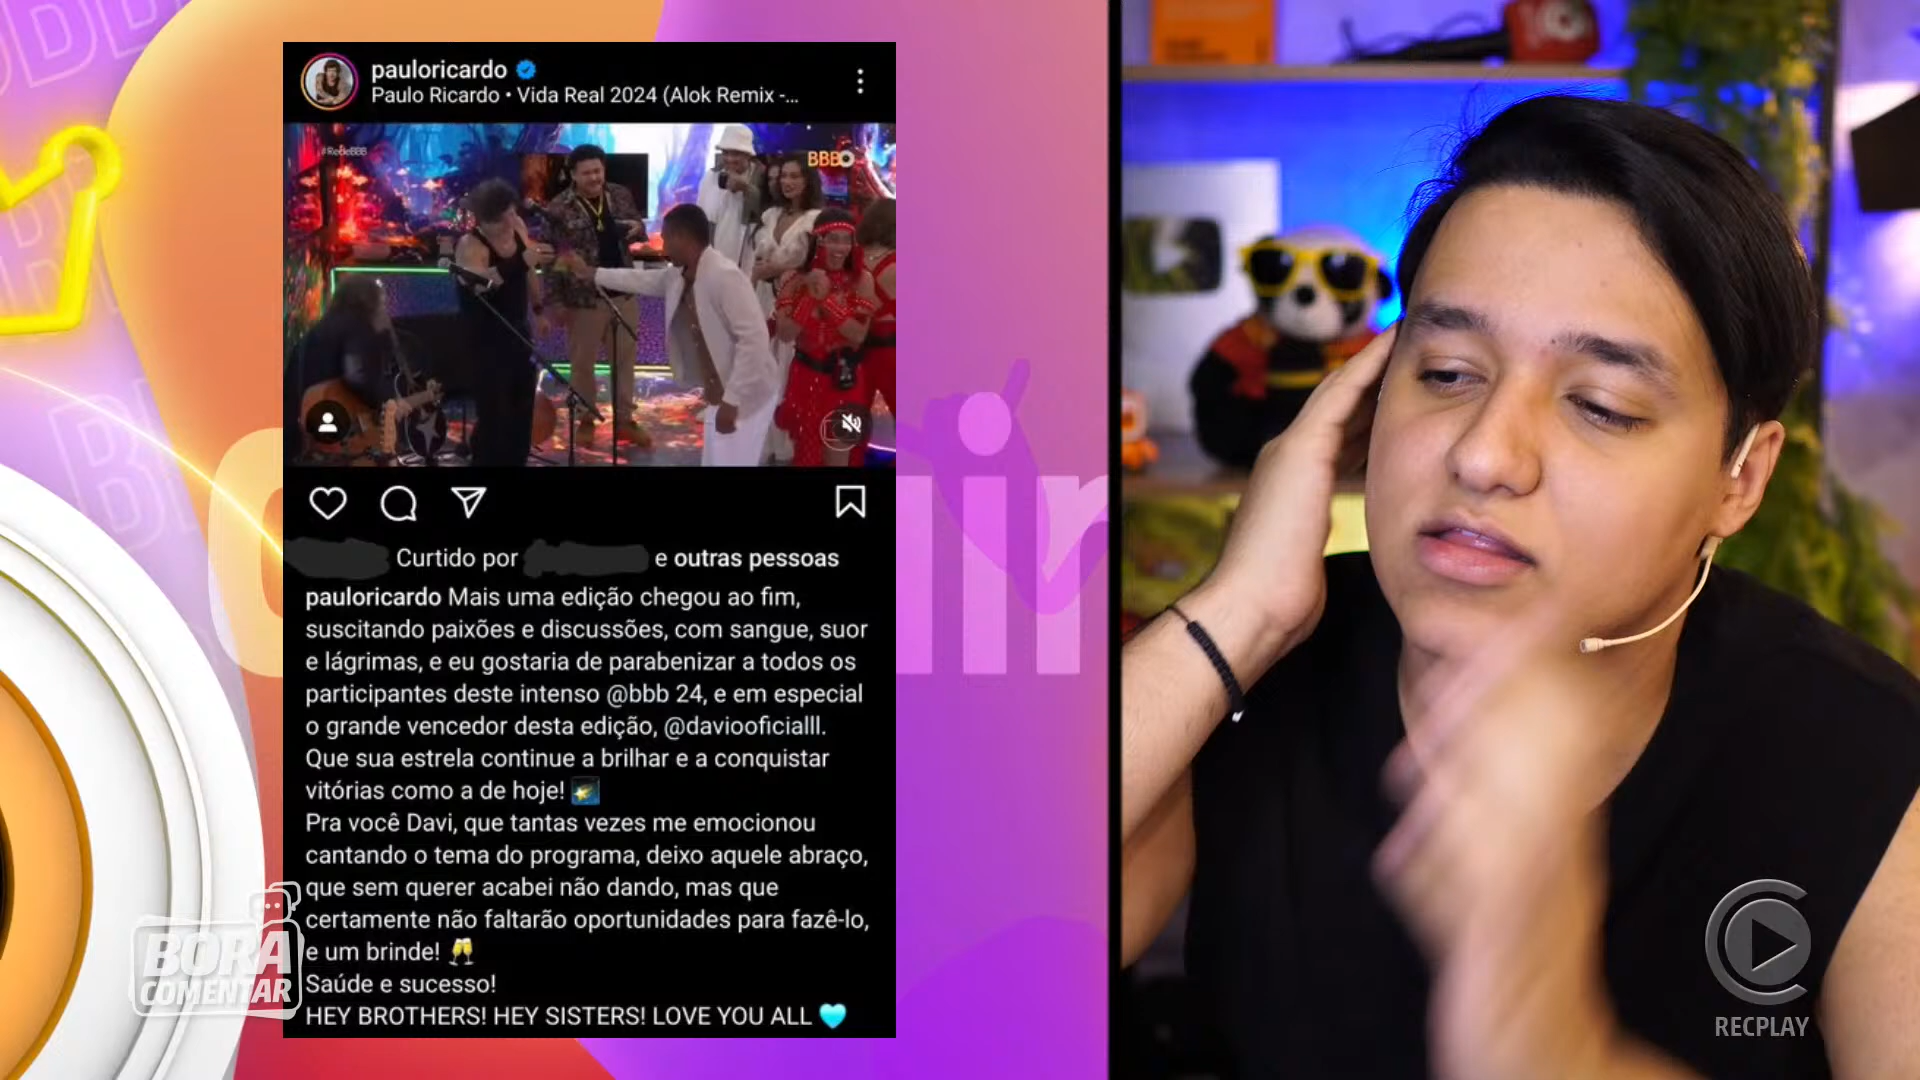 pauloricardo
Paulo Ricardo • Vida Real 2024 (Alok Remix -...
#RedeBBB
BBB
Curtido por e outras pessoas
pauloricardo Mais uma edição chegou ao fim,
suscitando paixões e discussões, com sangue, suor
e lágrimas, e eu gostaria de parabenizar a todos os
participantes deste intenso @bbb 24, e em especial
o grande vencedor desta edição, @daviooficialll.
Que sua estrela continue a brilhar e a conquistar
vitórias como a de hoje! 🌠
Pra você Davi, que tantas vezes me emocionou
cantando o tema do programa, deixo aquele abraço,
que sem querer acabei não dando, mas que
certamente não faltarão oportunidades para fazê-lo,
e um brinde! 🥂
Saúde e sucesso!
HEY BROTHERS! HEY SISTERS! LOVE YOU ALL 🩵
BORA
COMENTAR
RECPLAY